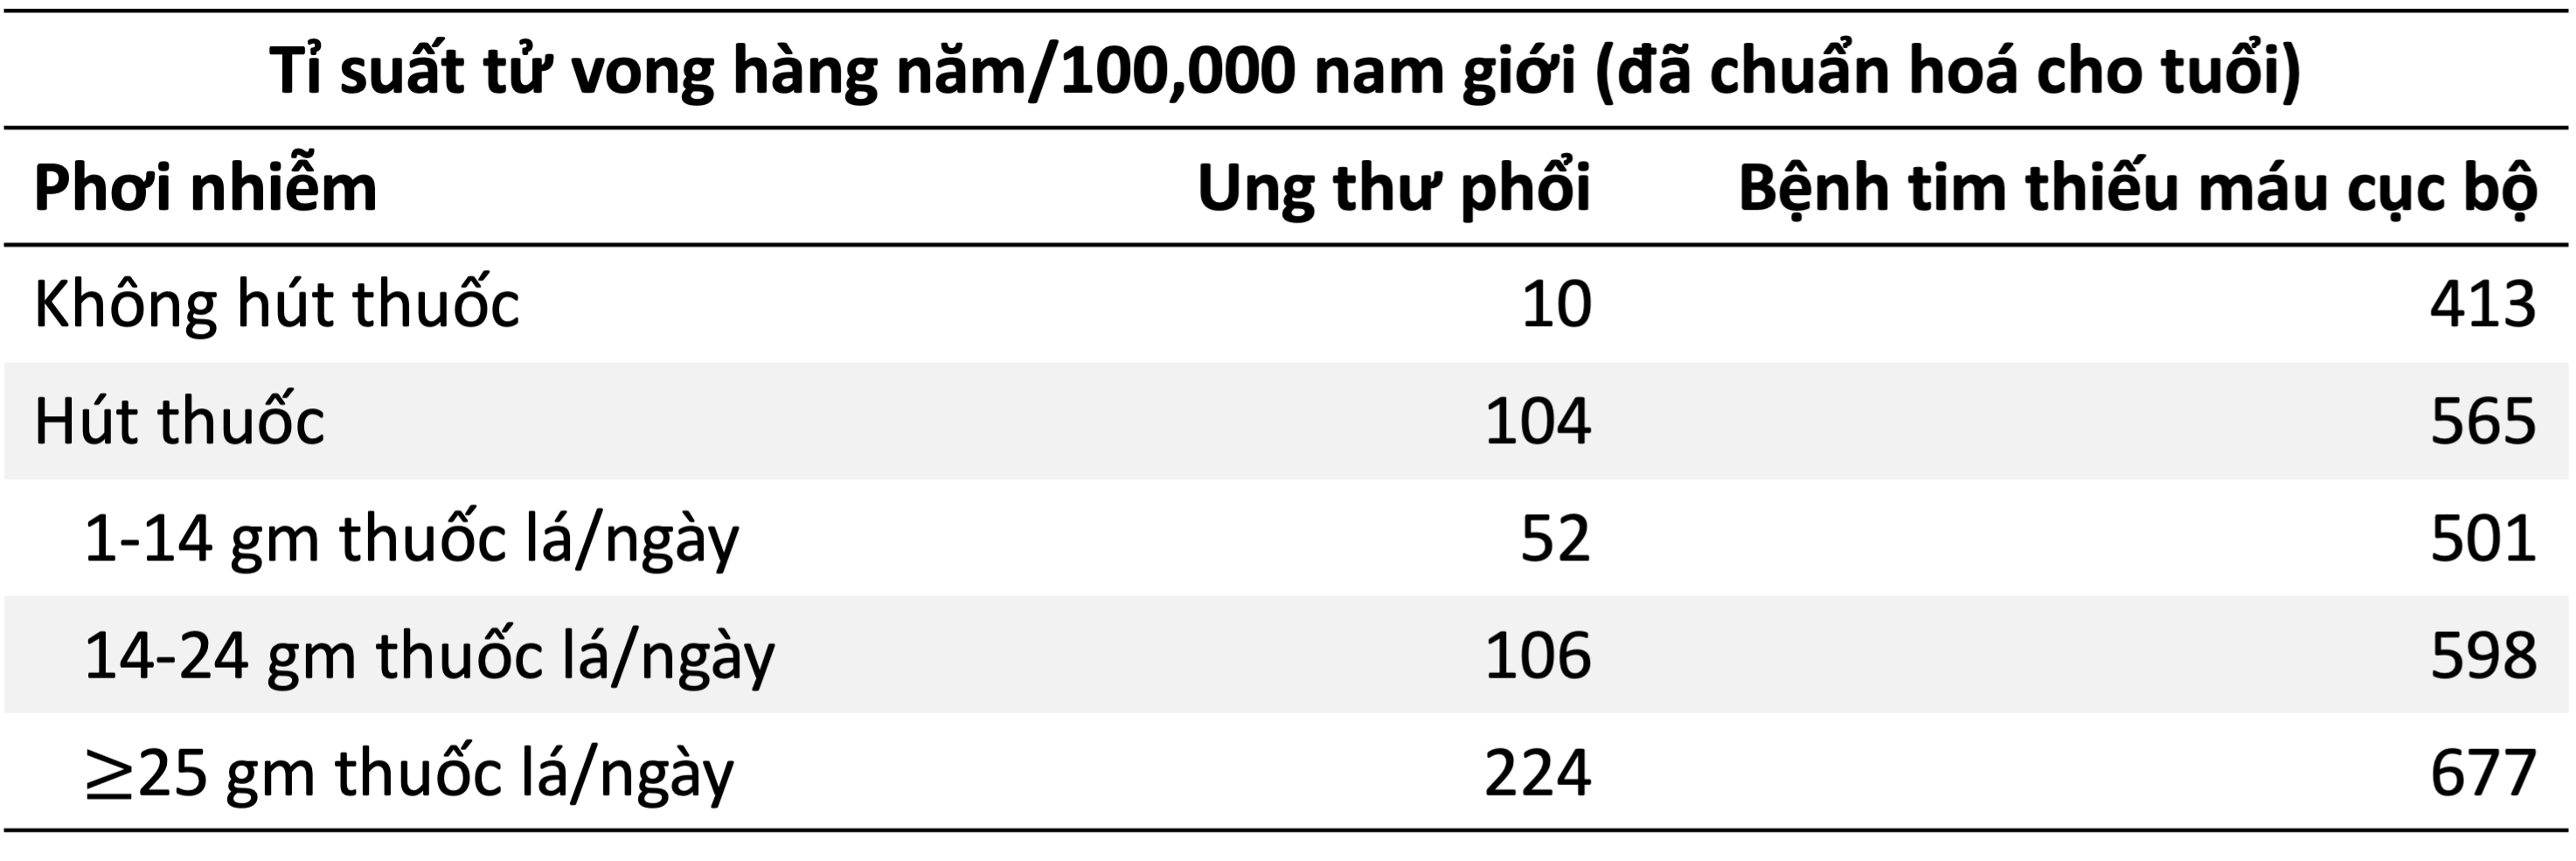 Tỉ suất tử vong hàng năm/100,000 nam giới (đã chuẩn hoá cho tuổi)
Phơi nhiễm Ung thư phổi Bệnh tim thiếu máu cục bộ
Không hút thuốc 10 413
Hút thuốc 104 565
1-14 gm thuốc lá/ngày 52 501
14-24 gm thuốc lá/ngày 106 598
≥25 gm thuốc lá/ngày 224 677